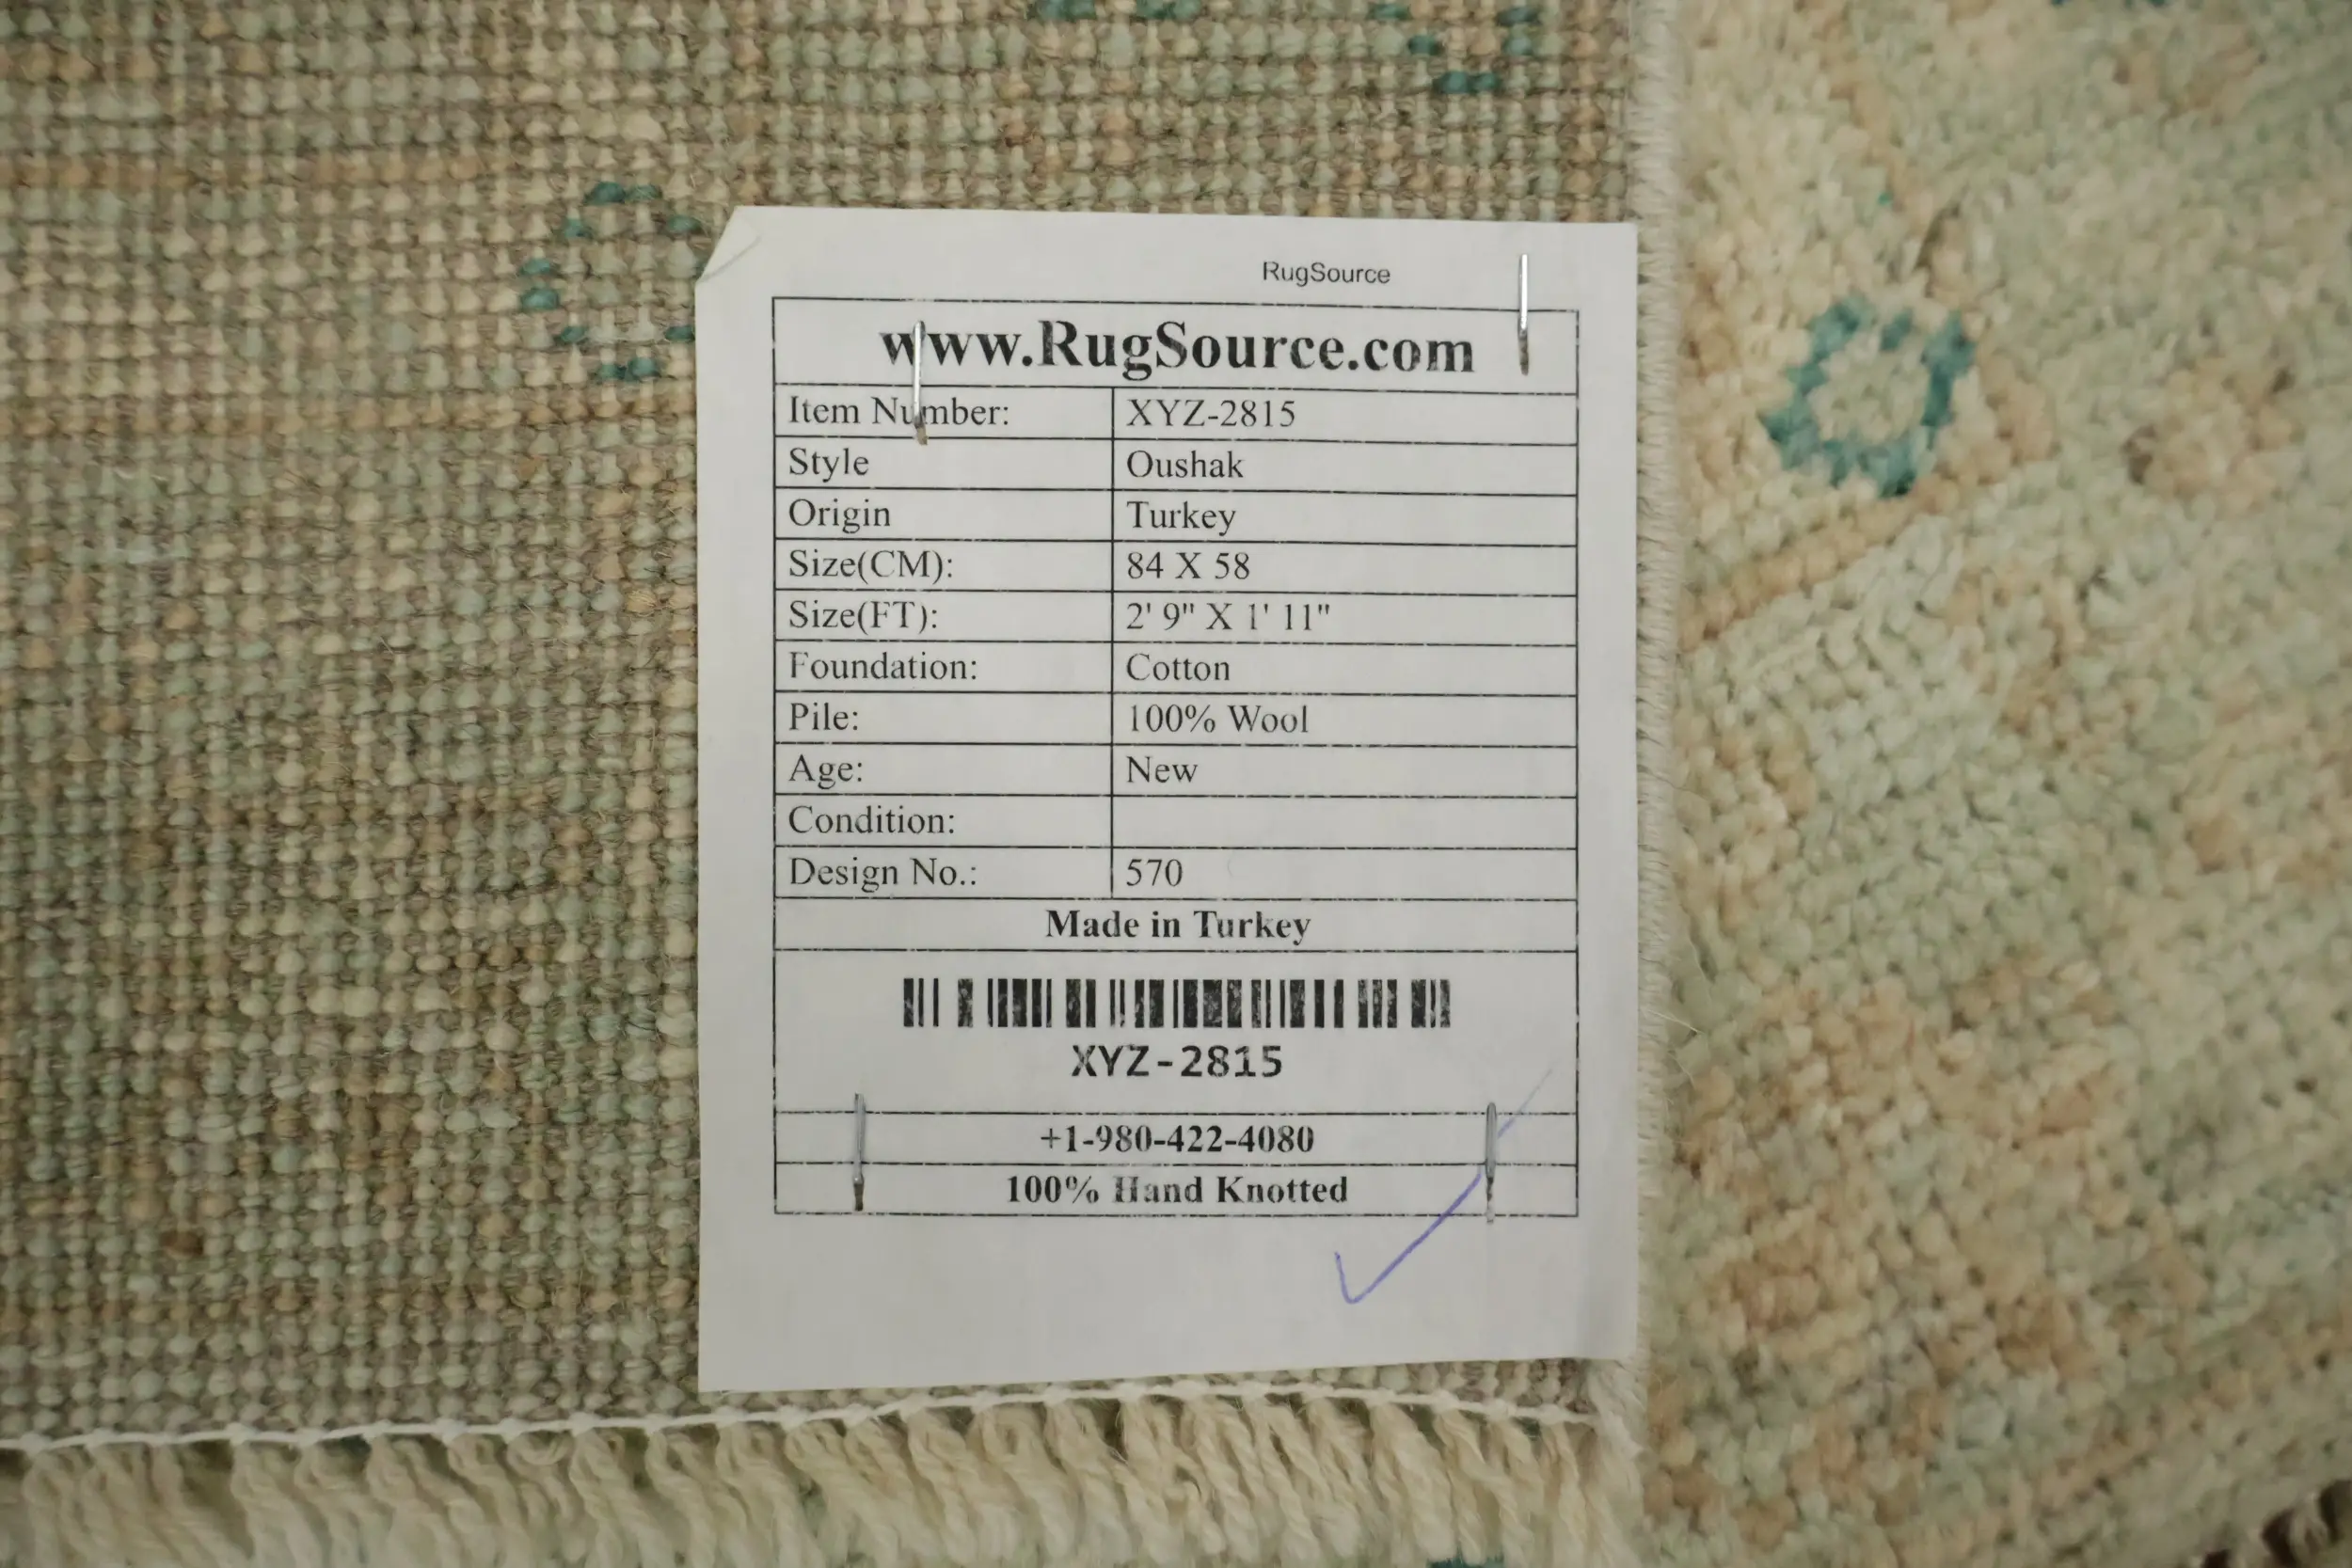 RugSource
www.RugSource.com
Item Number: XYZ-2815
Style Oushak
Origin Turkey
Size(CM): 84 X 58
Size(FT): 2' 9" X 1' 11"
Foundation: Cotton
Pile: 100% Wool
Age: New
Condition:
Design No.: 570
Made in Turkey
XYZ-2815
+1-980-422-4080
100% Hand Knotted